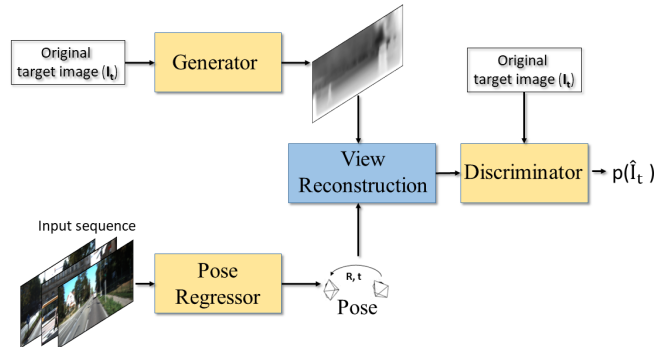 Original
target image (Iₜ)
Generator
Original
target image (Iₜ)
View
Reconstruction
Discriminator
p(Îₜ )
Input sequence
Pose
Regressor
R, t
Pose